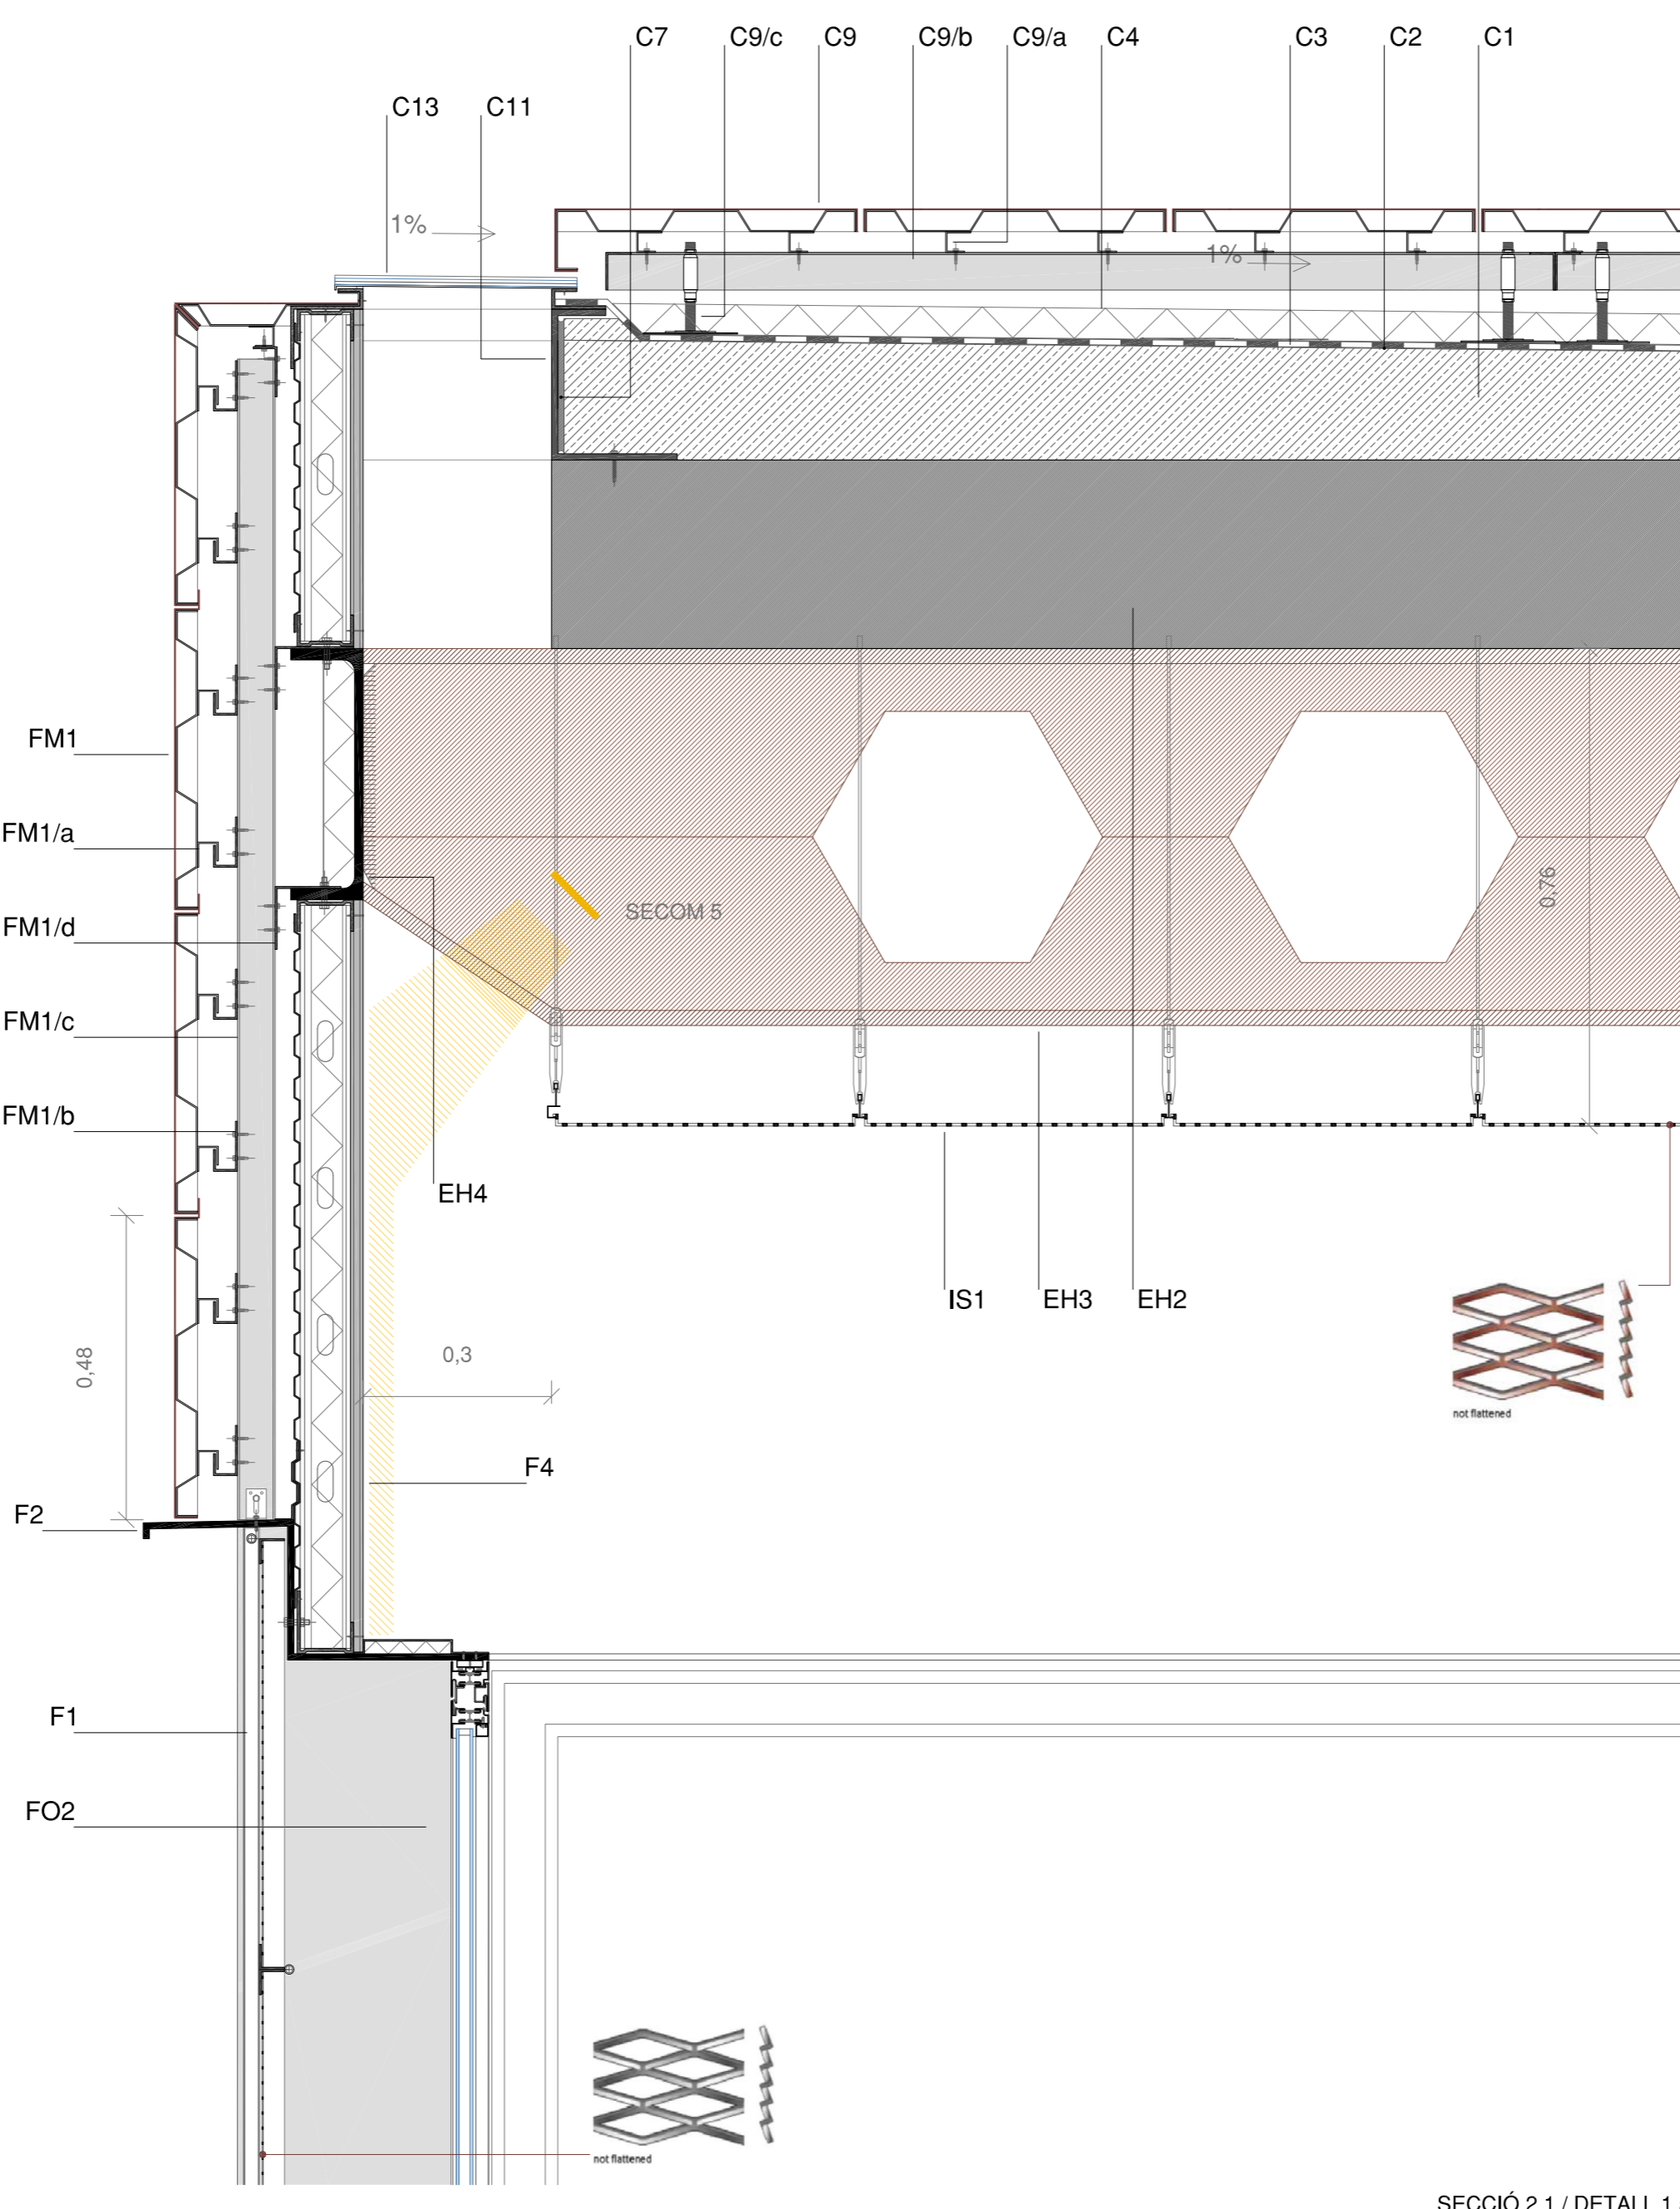 C7 C9/c C9 C9/b C9/a C4 C3 C2 C1
C13 C11
1%
1%
FM1
FM1/a
SECOM 5
0,76
FM1/d
FM1/c
FM1/b
EH4
IS1 EH3 EH2
0,48
0,3
not flattened
F4
F2
F1
FO2
not flattened
SECCIÓ 2.1 / DETALL 1